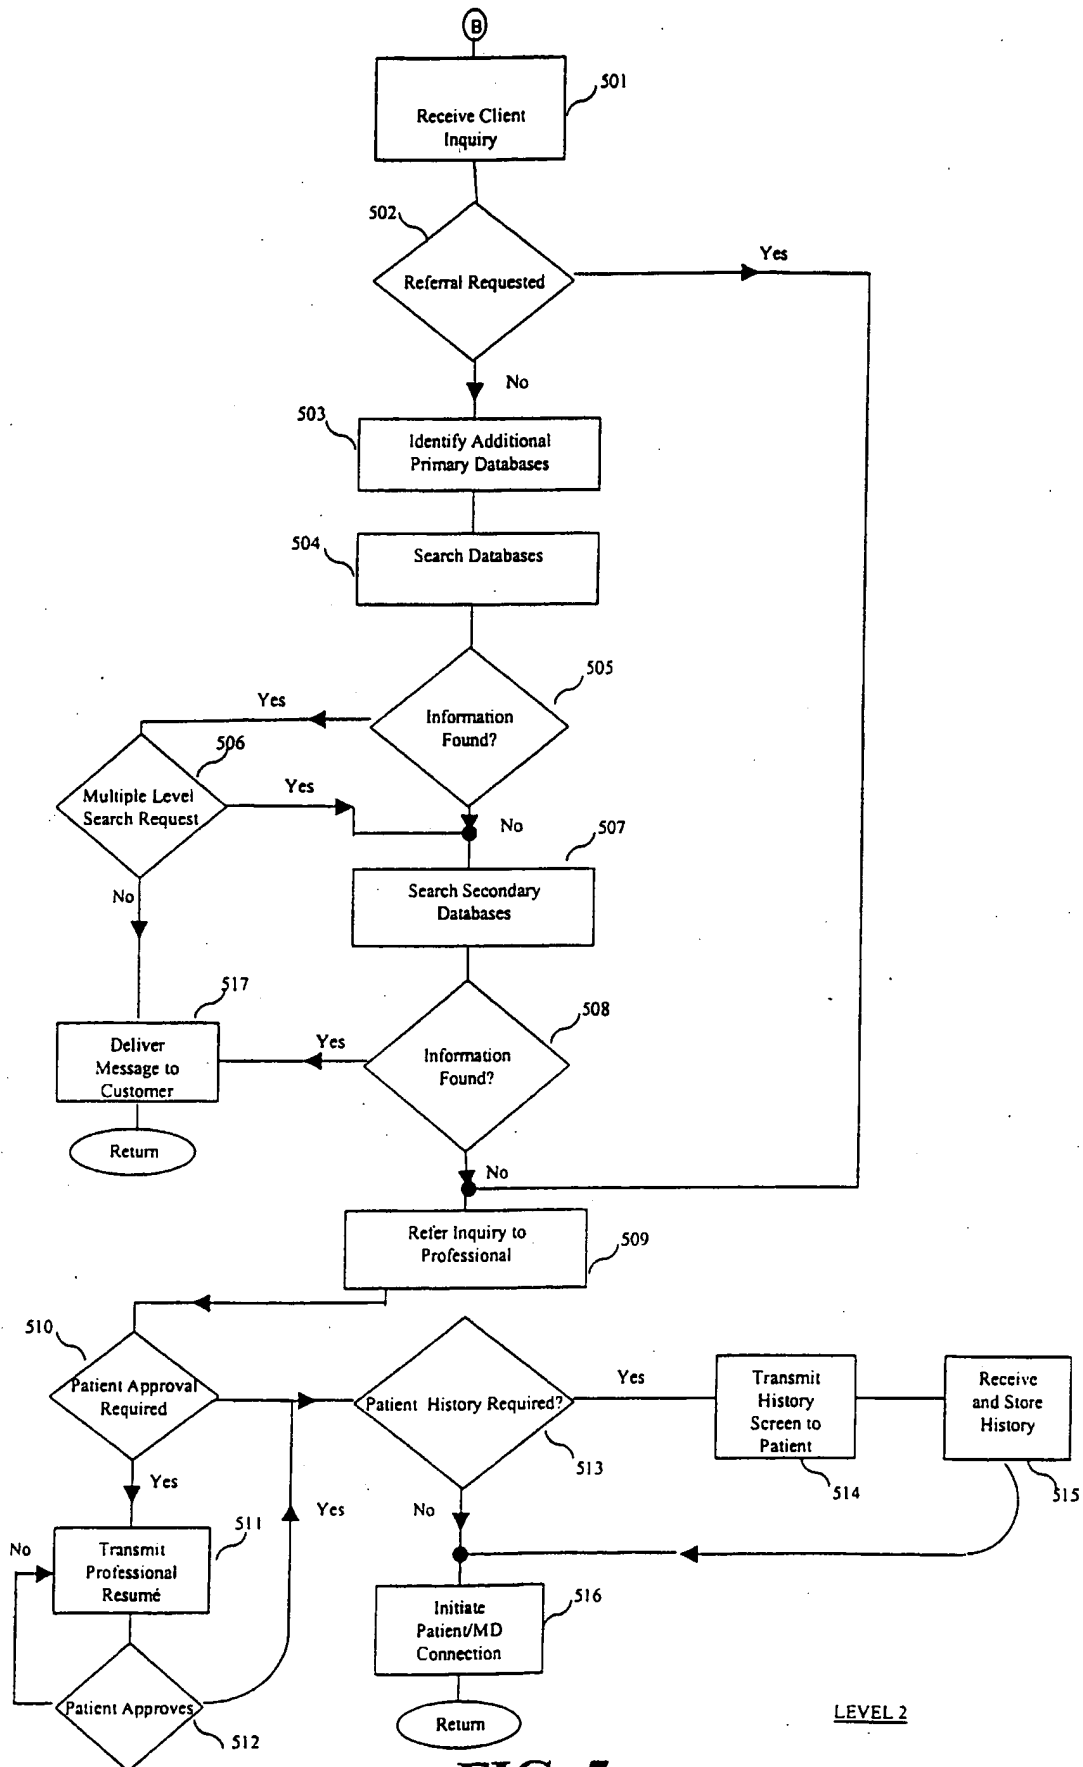 B
501
Receive Client
Inquiry
502
Yes
Referral Requested
No
503
Identify Additional
Primary Databases
504
Search Databases
505
Yes
Information
Found?
506
Yes
Multiple Level
Search Request
No
507
No
Search Secondary
Databases
517
508
Deliver
Message to
Customer
Yes
Information
Found?
Return
No
Refer Inquiry to
Professional
509
510
Patient Approval
Required
Patient History Required?
Yes
Transmit
History
Screen to
Patient
Receive
and Store
History
513
514
515
Yes
No
Yes
511
No
Transmit
Professional
Resumé
516
Initiate
Patient/MD
Connection
Patient Approves
512
Return
LEVEL 2